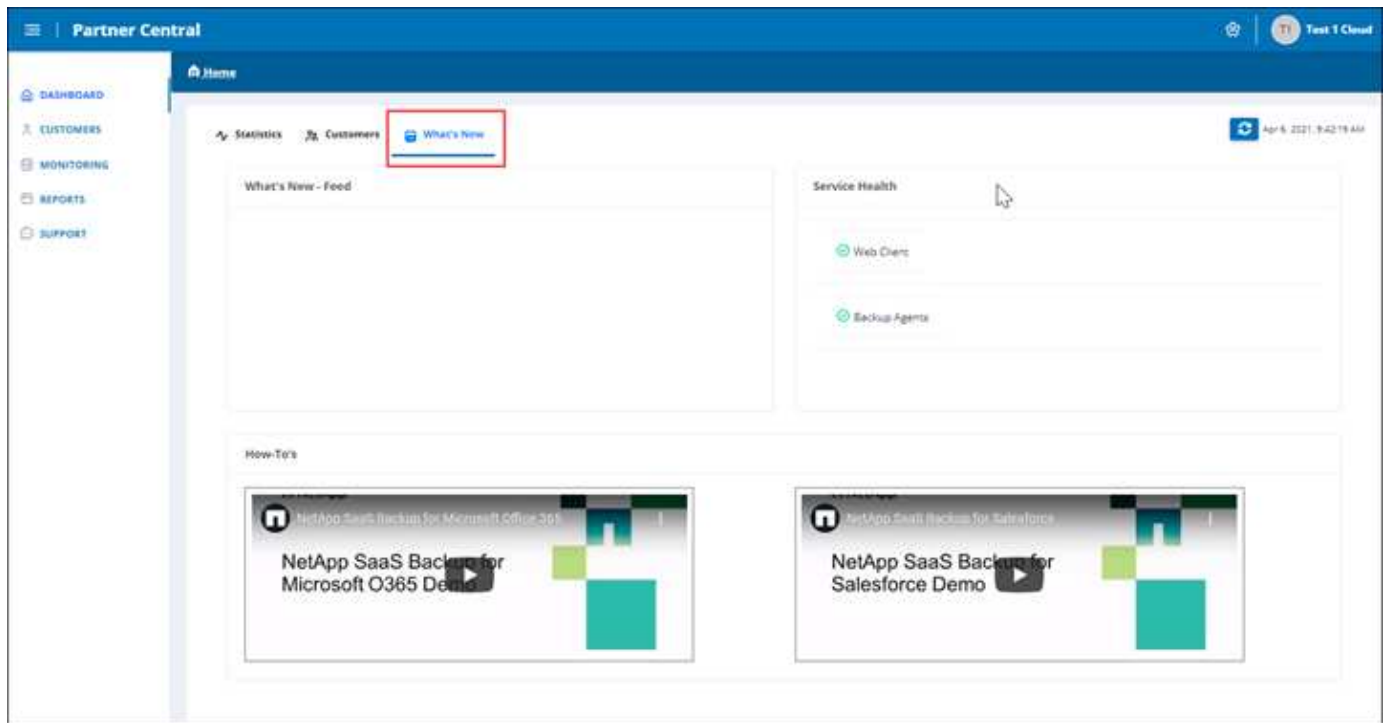 Partner Central
TI
Test 1 Cloud
Home
DASHBOARD
CUSTOMERS
MONITORING
REPORTS
SUPPORT
Statistics
Customers
What's New
Apr 6, 2021, 9:42:19 AM
What's New - Feed
Service Health
Web Client
Backup Agents
How-To's
NetApp SaaS Backup for Microsoft Office 365
NetApp SaaS Backup for
Microsoft O365 Demo
NetApp SaaS Backup for Salesforce
NetApp SaaS Backup for
Salesforce Demo